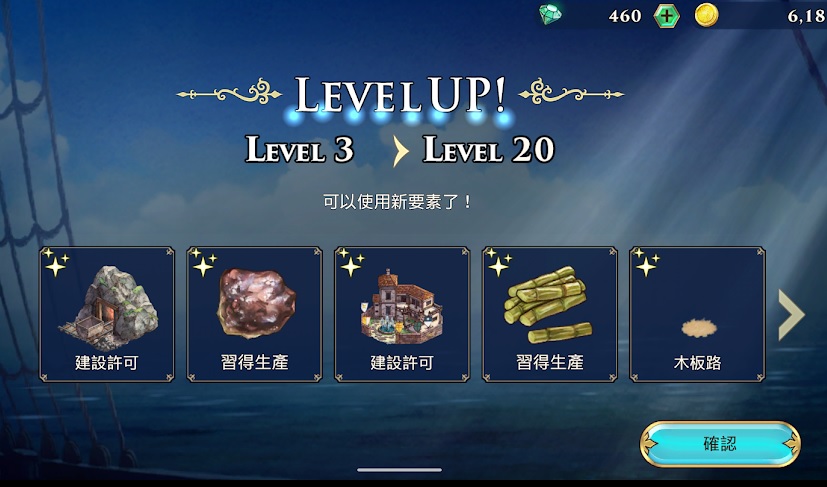 460
6,18
LEVEL UP!
LEVEL 3
LEVEL 20
可以使用新要素了！
建設許可
習得生產
建設許可
習得生產
木板路
確認